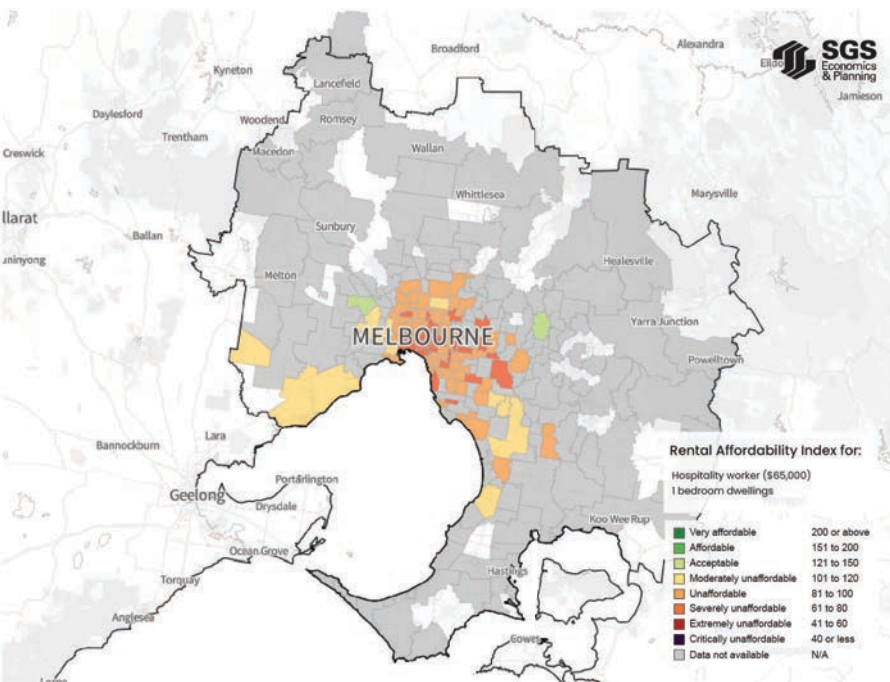 SGS
Economics
& Planning
Broadford
Alexandra
Kyneton
Jamieson
Lancefield
Daylesford
Woodend
Romsey
Trentham
Creswick
Macedon
Wallan
Marysville
Whittlesea
llarat
Sunbury
Ballan
uninyong
Healesville
Melton
Yarra Junction
MELBOURNE
Powelltown
Bannockburn
Lara
Geelong
Portarlington
Drysdale
Koo Wee Rup
Ocean Grove
Hastings
Torquay
Anglesea
Cowes
Rental Affordability Index for:
Hospitality worker ($65,000)
1 bedroom dwellings
Very affordable 200 or above
Affordable 151 to 200
Acceptable 121 to 150
Moderately unaffordable 101 to 120
Unaffordable 81 to 100
Severely unaffordable 61 to 80
Extremely unaffordable 41 to 60
Critically unaffordable 40 or less
Data not available N/A